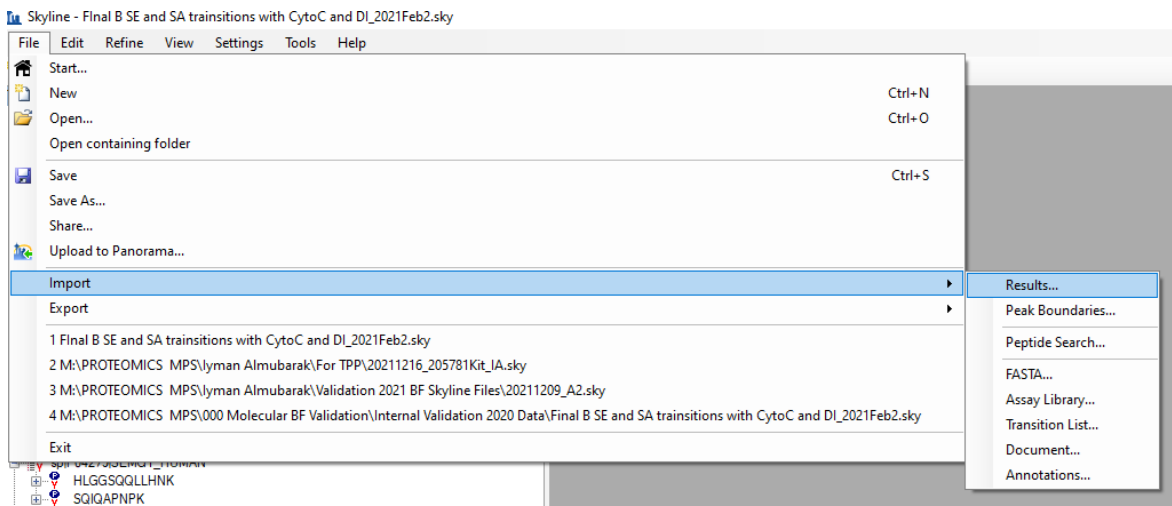 Skyline - FInal B SE and SA trainsitions with CytoC and DI_2021Feb2.sky
File Edit Refine View Settings Tools Help
Start...
New Ctrl+N
Open... Ctrl+O
Open containing folder
Save Ctrl+S
Save As...
Share...
Upload to Panorama...
Import
Results...
Export
Peak Boundaries...
1 FInal B SE and SA trainsitions with CytoC and DI_2021Feb2.sky
Peptide Search...
2 M:\PROTEOMICS MPS\Iyman Almubarak\For TPP\20211216_205781Kit_IA.sky
FASTA...
3 M:\PROTEOMICS MPS\Iyman Almubarak\Validation 2021 BF Skyline Files\20211209_A2.sky
Assay Library...
4 M:\PROTEOMICS MPS\000 Molecular BF Validation\Internal Validation 2020 Data\Final B SE and SA trainsitions with CytoC and DI_2021Feb2.sky
Transition List...
Exit
Document...
Annotations...
HLGGSQQLLHNK
SQIQAPNPK